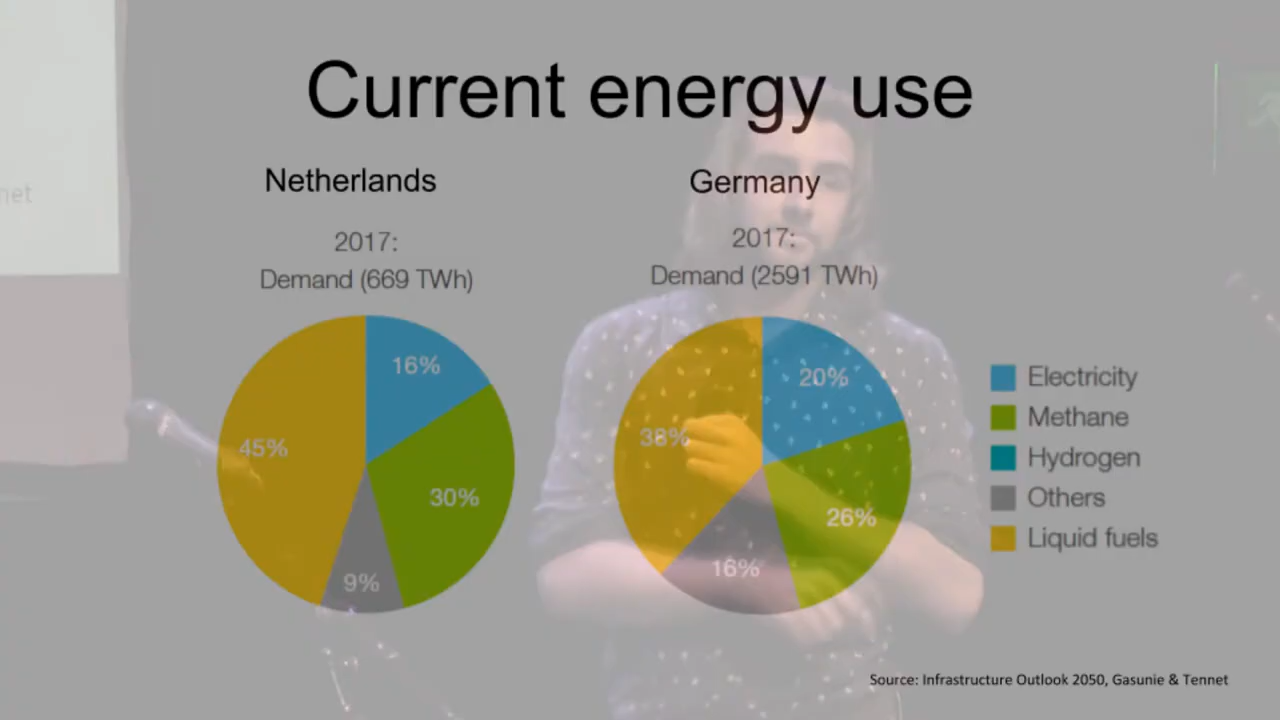 Current energy use
Netherlands
Germany
2017:
Demand (669 TWh)
2017:
Demand (2591 TWh)
16%
30%
9%
45%
20%
26%
16%
38%
Electricity
Methane
Hydrogen
Others
Liquid fuels
Source: Infrastructure Outlook 2050, Gasunie & Tennet
net